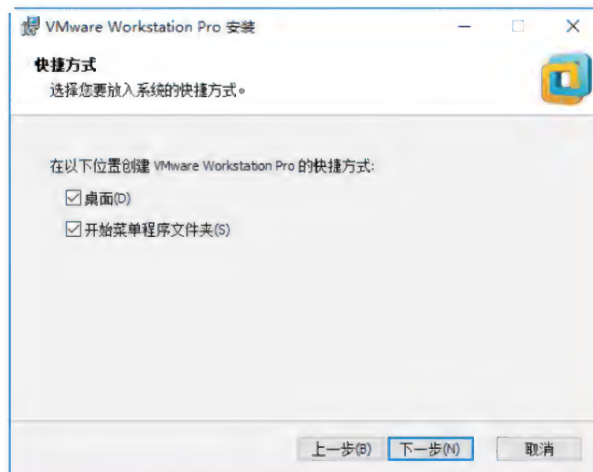 VMware Workstation Pro 安装
快捷方式
选择您要放入系统的快捷方式。
在以下位置创建 VMware Workstation Pro 的快捷方式:
桌面(D)
开始菜单程序文件夹(S)
上一步(B) 下一步(N) 取消